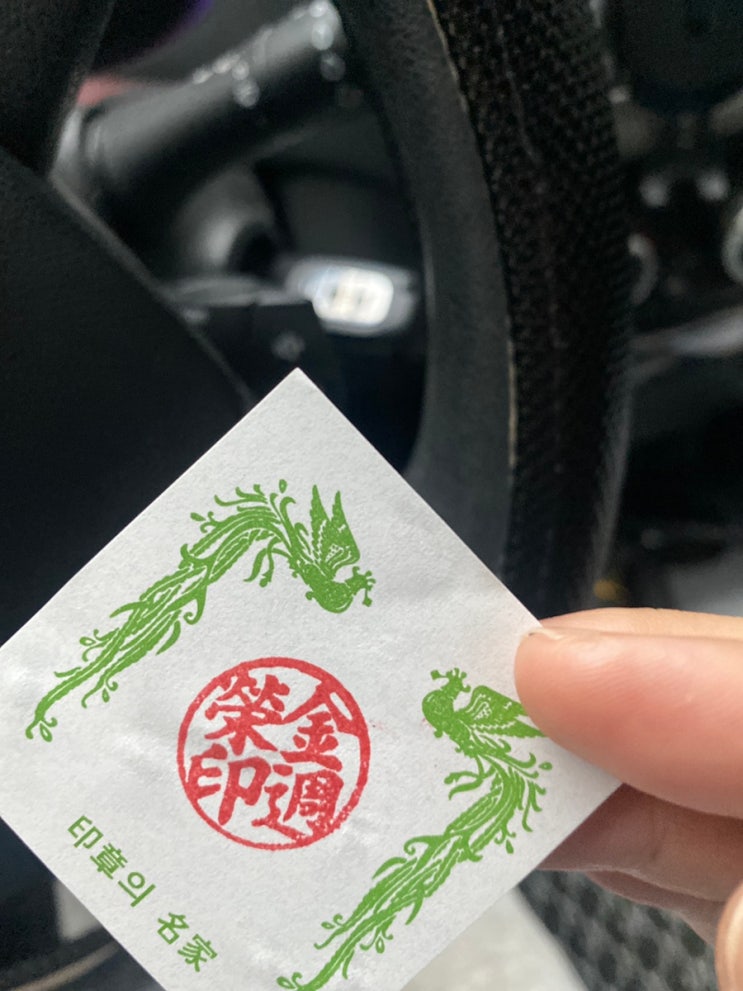 金週
榮印
印章의 名家